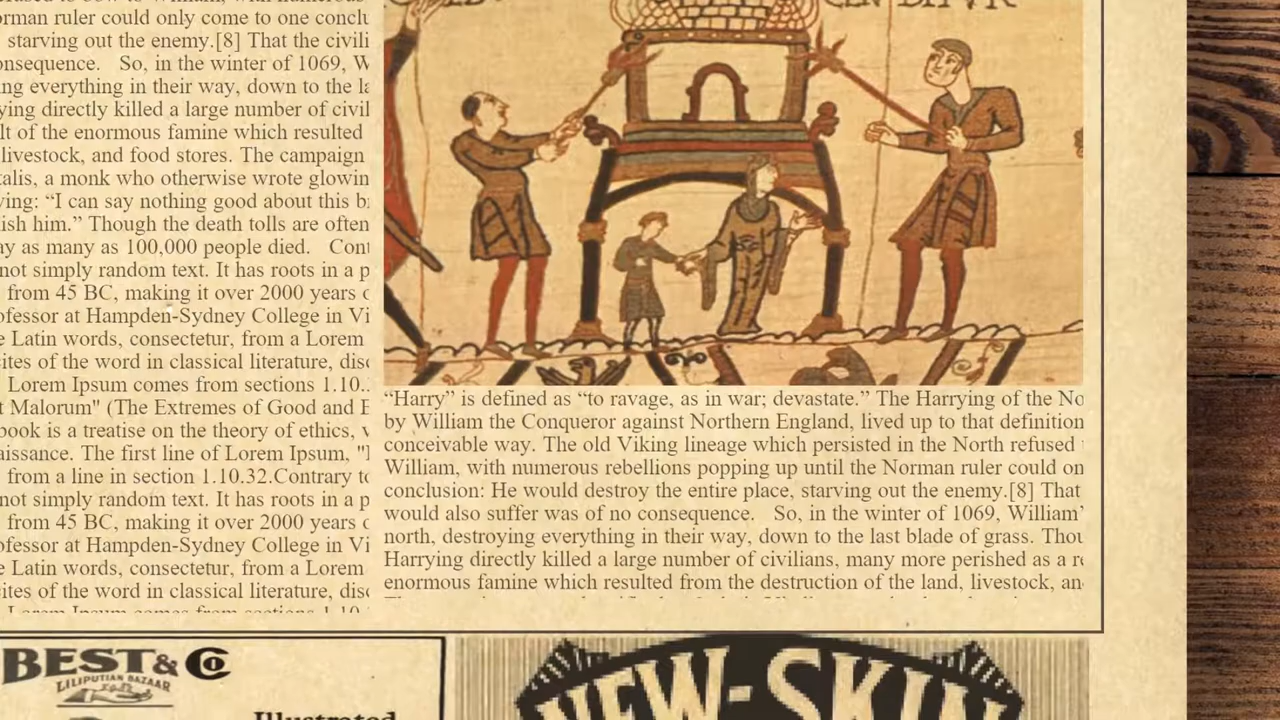 orman ruler could only come to one conclu
starving out the enemy.[8] That the civili
onsequence. So, in the winter of 1069, W
ng everything in their way, down to the la
ying directly killed a large number of civil
lt of the enormous famine which resulted
livestock, and food stores. The campaign
talis, a monk who otherwise wrote glowin
ying: “I can say nothing good about this b
ish him.” Though the death tolls are often
ay as many as 100,000 people died. Cont
not simply random text. It has roots in a p
from 45 BC, making it over 2000 years o
ofessor at Hampden-Sydney College in Vi
e Latin words, consectetur, from a Lorem
cites of the word in classical literature, disc
Lorem Ipsum comes from sections 1.10.
t Malorum" (The Extremes of Good and E
book is a treatise on the theory of ethics, v
aissance. The first line of Lorem Ipsum, "l
from a line in section 1.10.32.Contrary to
not simply random text. It has roots in a p
from 45 BC, making it over 2000 years o
ofessor at Hampden-Sydney College in Vi
e Latin words, consectetur, from a Lorem
cites of the word in classical literature, disc
Lorem Ipsum comes from sections 1.10
“Harry” is defined as “to ravage, as in war; devastate.” The Harrying of the No
by William the Conqueror against Northern England, lived up to that definition
conceivable way. The old Viking lineage which persisted in the North refused
William, with numerous rebellions popping up until the Norman ruler could on
conclusion: He would destroy the entire place, starving out the enemy.[8] That
would also suffer was of no consequence. So, in the winter of 1069, William’
north, destroying everything in their way, down to the last blade of grass. Thou
Harrying directly killed a large number of civilians, many more perished as a re
enormous famine which resulted from the destruction of the land, livestock, an
BEST & Co
LILIPUTIAN BAZAAR
Illustrated
NEW-SKIN